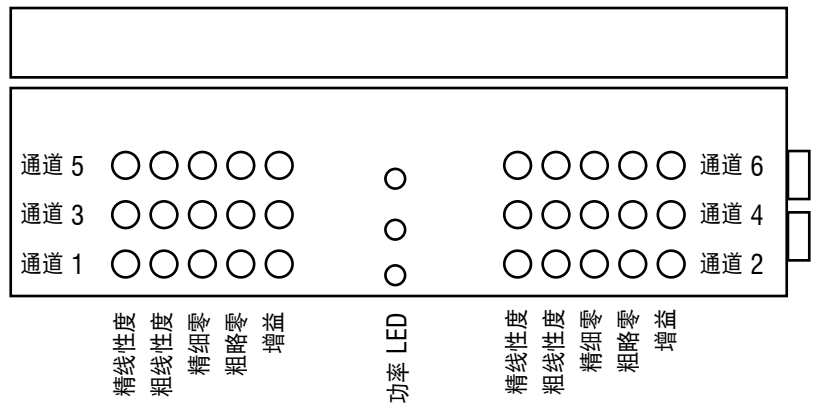 通道 5
通道 6
通道 3
通道 4
通道 1
通道 2
精线性度
粗线性度
精细零
粗略零
增益
功率 LED
精线性度
粗线性度
精细零
粗略零
增益